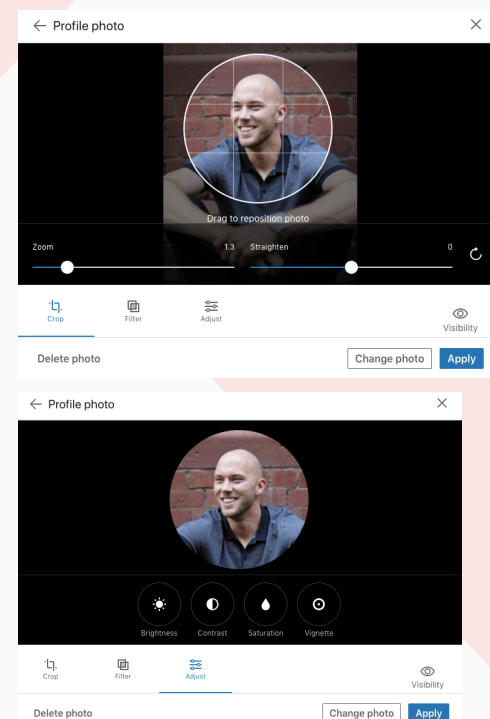 Profile photo
Drag to reposition photo
Zoom 1.3 Straighten 0
Crop Filter Adjust Visibility
Delete photo Change photo Apply
Profile photo
Brightness Contrast Saturation Vignette
Crop Filter Adjust Visibility
Delete photo Change photo Apply